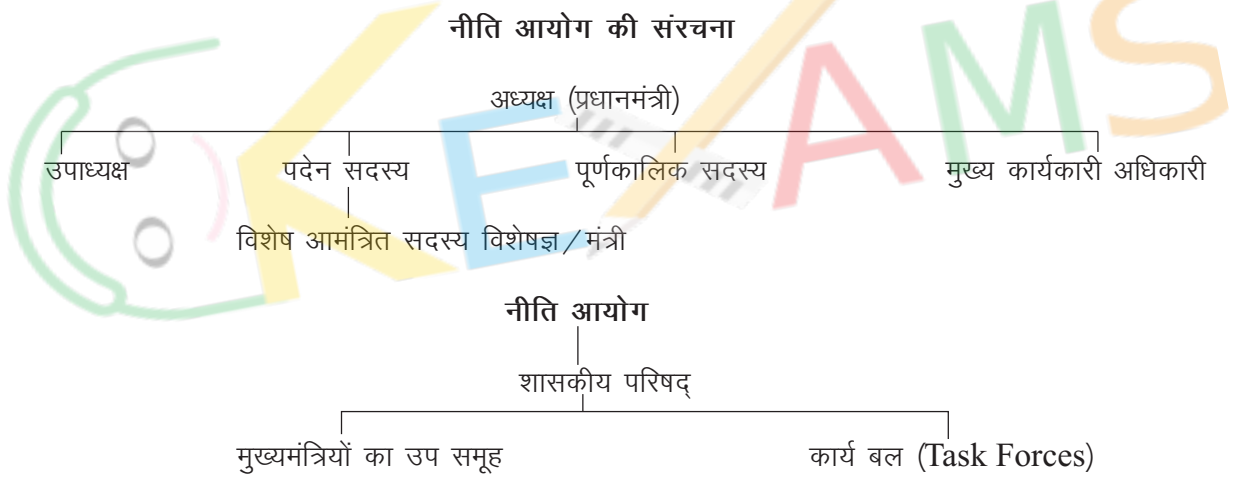 नीति आयोग की संरचना
अध्यक्ष (प्रधानमंत्री)
उपाध्यक्ष पदेन सदस्य पूर्णकालिक सदस्य मुख्य कार्यकारी अधिकारी
विशेष आमंत्रित सदस्य विशेषज्ञ/मंत्री
नीति आयोग
शासकीय परिषद्
मुख्यमंत्रियों का उप समूह कार्य बल (Task Forces)
KEXAMS